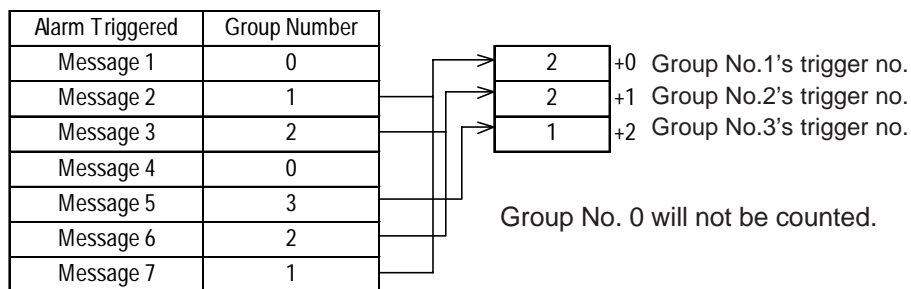 Alarm Triggered Group Number
Message 1 0
Message 2 1
Message 3 2
Message 4 0
Message 5 3
Message 6 2
Message 7 1
2 +0 Group No.1's trigger no.
2 +1 Group No.2's trigger no.
1 +2 Group No.3's trigger no.
Group No. 0 will not be counted.